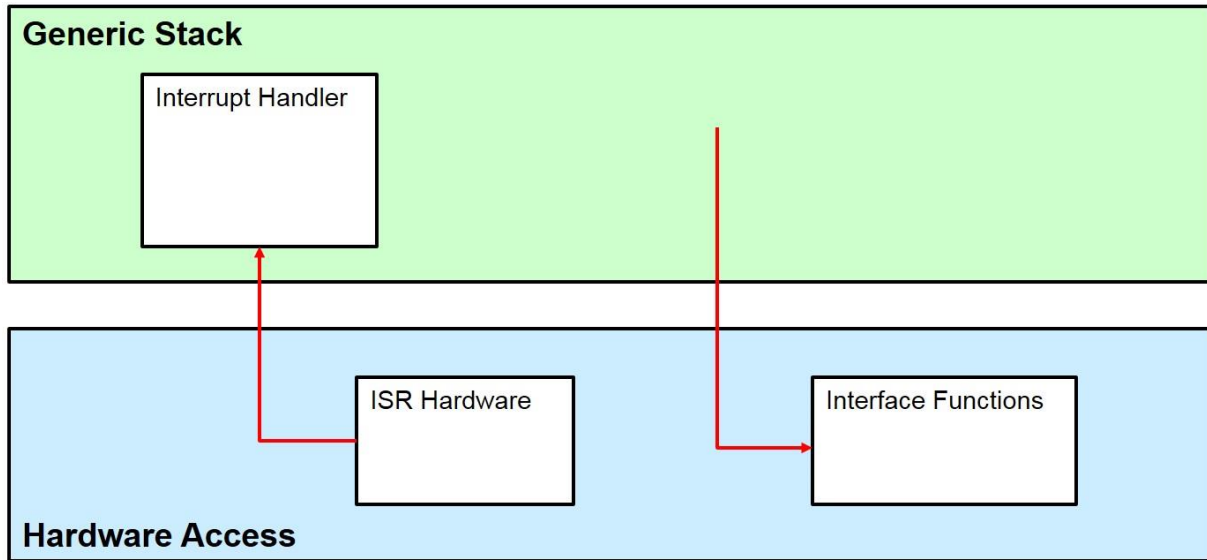 Generic Stack
Interrupt Handler
ISR Hardware
Interface Functions
Hardware Access